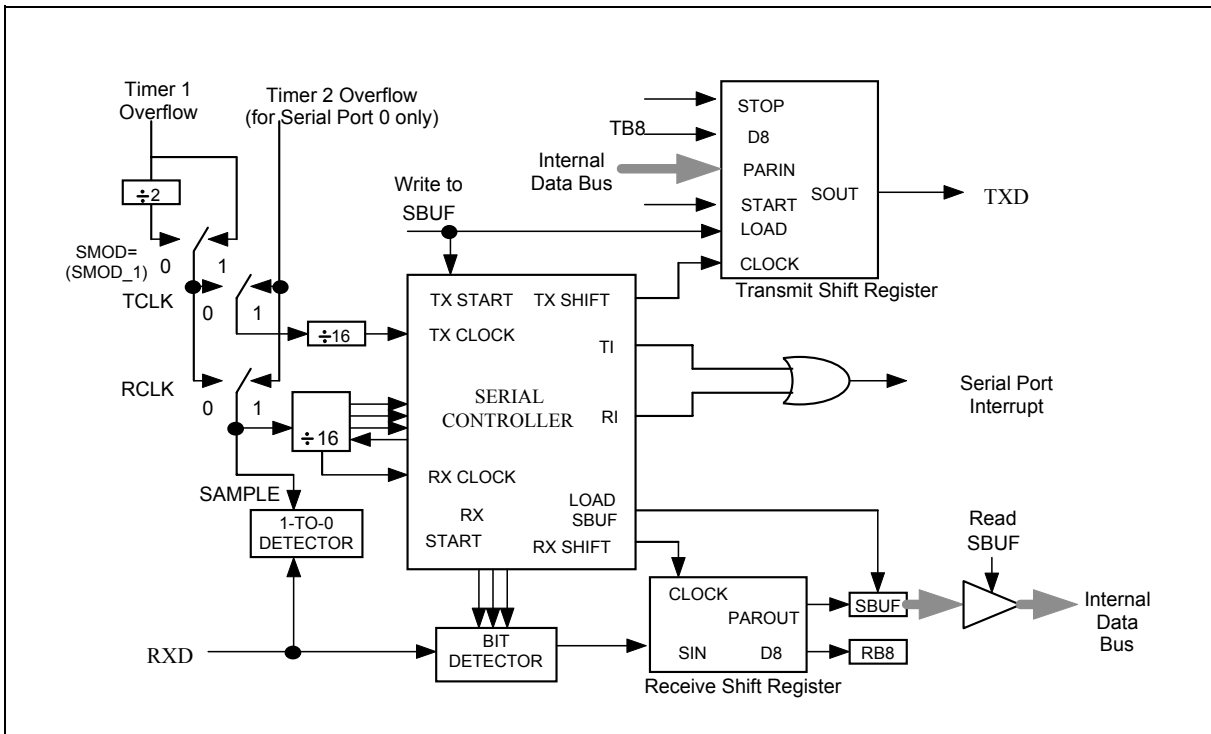 Timer 1
Overflow
Timer 2 Overflow
(for Serial Port 0 only)
÷2
SMOD=
(SMOD_1)
0
1
TCLK
0
1
÷16
RCLK
0
1
÷16
SAMPLE
1-TO-0
DETECTOR
RXD
Write to
SBUF
TX START
TX SHIFT
TX CLOCK
TI
SERIAL
CONTROLLER
RI
RX CLOCK
LOAD
SBUF
RX
START
RX SHIFT
BIT
DETECTOR
TB8
Internal
Data Bus
STOP
D8
PARIN
SOUT
START
LOAD
CLOCK
Transmit Shift Register
TXD
Serial Port
Interrupt
CLOCK
PAROUT
SIN
D8
Receive Shift Register
SBUF
RB8
Read
SBUF
Internal
Data
Bus